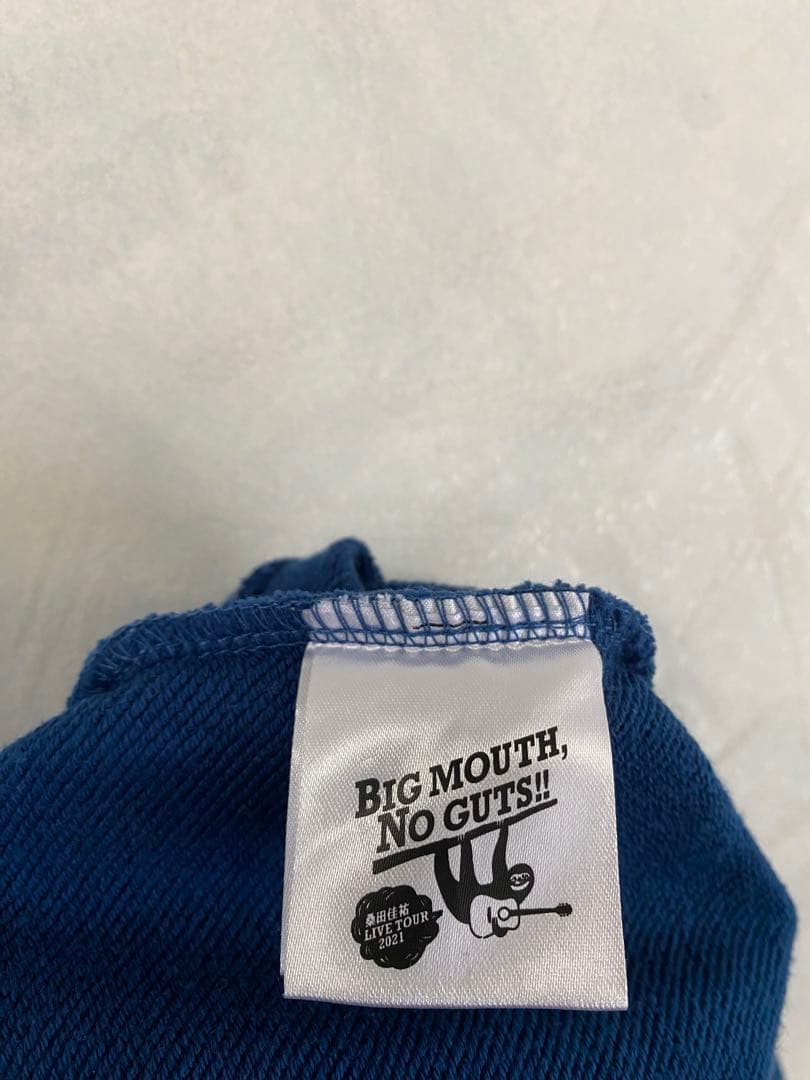 BIG MOUTH,
NO GUTS!!
桑田佳祐
LIVE TOUR
2021